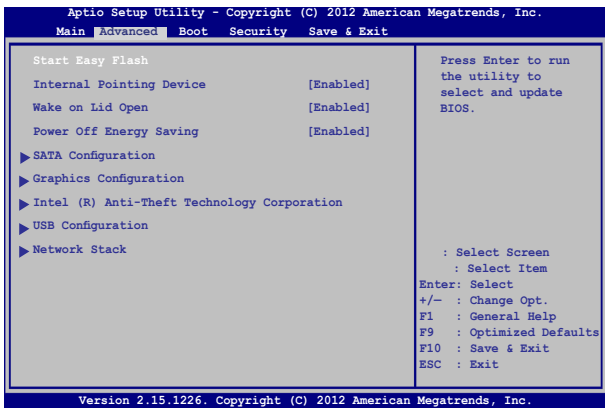 Aptio Setup Utility - Copyright (C) 2012 American Megatrends, Inc.
Main Advanced Boot Security Save & Exit
Start Easy Flash
Internal Pointing Device [Enabled]
Wake on Lid Open [Enabled]
Power Off Energy Saving [Enabled]
SATA Configuration
Graphics Configuration
Intel (R) Anti-Theft Technology Corporation
USB Configuration
Network Stack
Press Enter to run
the utility to
select and update
BIOS.
: Select Screen
: Select Item
Enter: Select
+/— : Change Opt.
F1 : General Help
F9 : Optimized Defaults
F10 : Save & Exit
ESC : Exit
Version 2.15.1226. Copyright (C) 2012 American Megatrends, Inc.